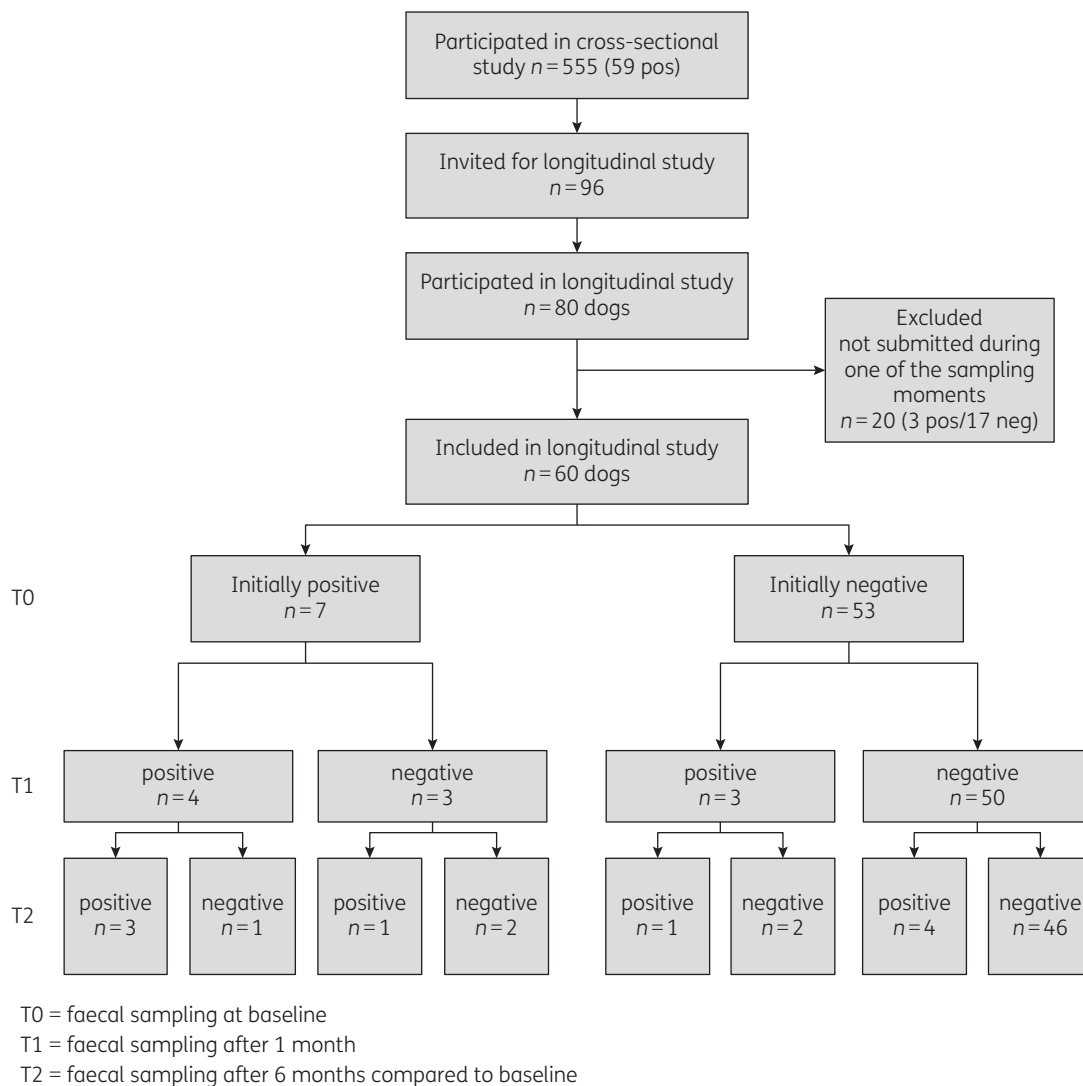 Participated in cross-sectional
study n = 555 (59 pos)
Invited for longitudinal study
n = 96
Participated in longitudinal study
n = 80 dogs
Excluded
not submitted during
one of the sampling
moments
n = 20 (3 pos/17 neg)
Included in longitudinal study
n = 60 dogs
T0
Initially positive
n = 7
Initially negative
n = 53
T1
positive
n = 4
negative
n = 3
positive
n = 3
negative
n = 50
T2
positive
n = 3
negative
n = 1
positive
n = 1
negative
n = 2
positive
n = 1
negative
n = 2
positive
n = 4
negative
n = 46
T0 = faecal sampling at baseline
T1 = faecal sampling after 1 month
T2 = faecal sampling after 6 months compared to baseline